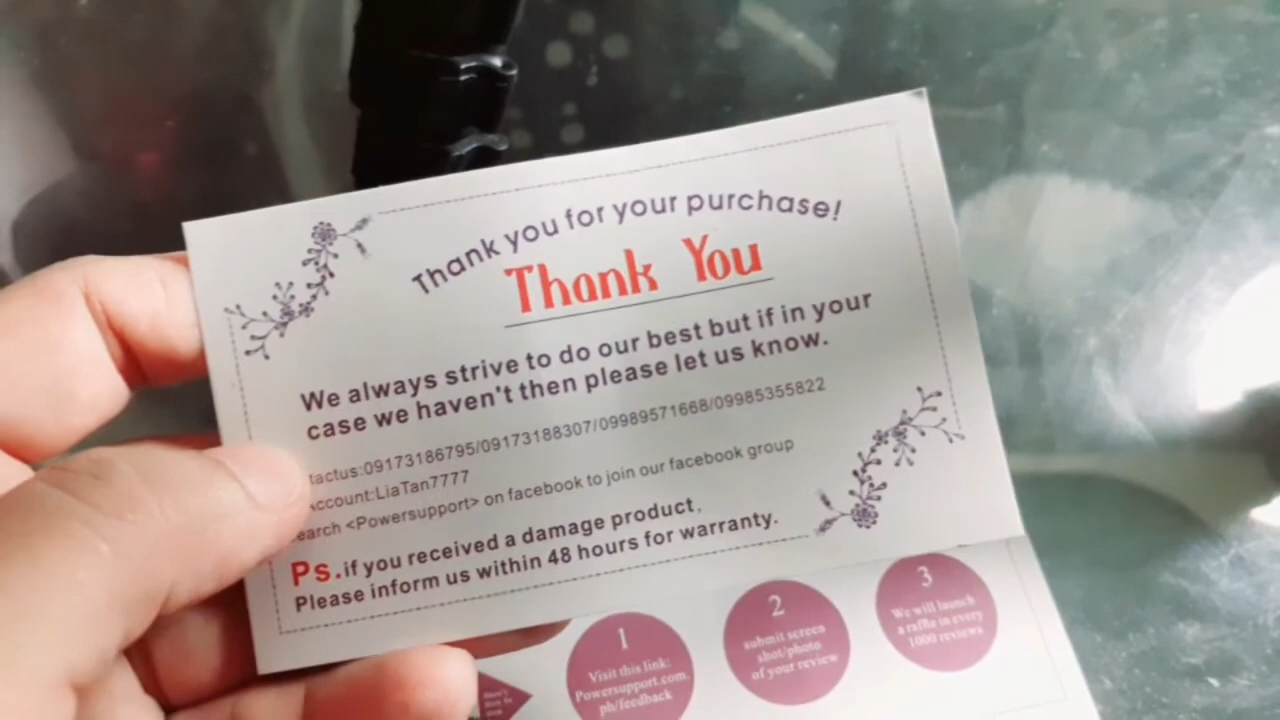 Thank you for your purchase!
Thank You
We always strive to do our best but if in your
case we haven't then please let us know.
tactus:09173186795/09173188307/09989571668/09985355822
account:LiaTan7777
earch <Powersupport> on facebook to join our facebook group
Ps.if you received a damage product,
Please inform us within 48 hours for warranty.
1
Visit this link:
Powersupport.com.
ph/feedback
2
submit screen
shot/photo
of your review
3
We will launch
a raffle in every
1000 reviews